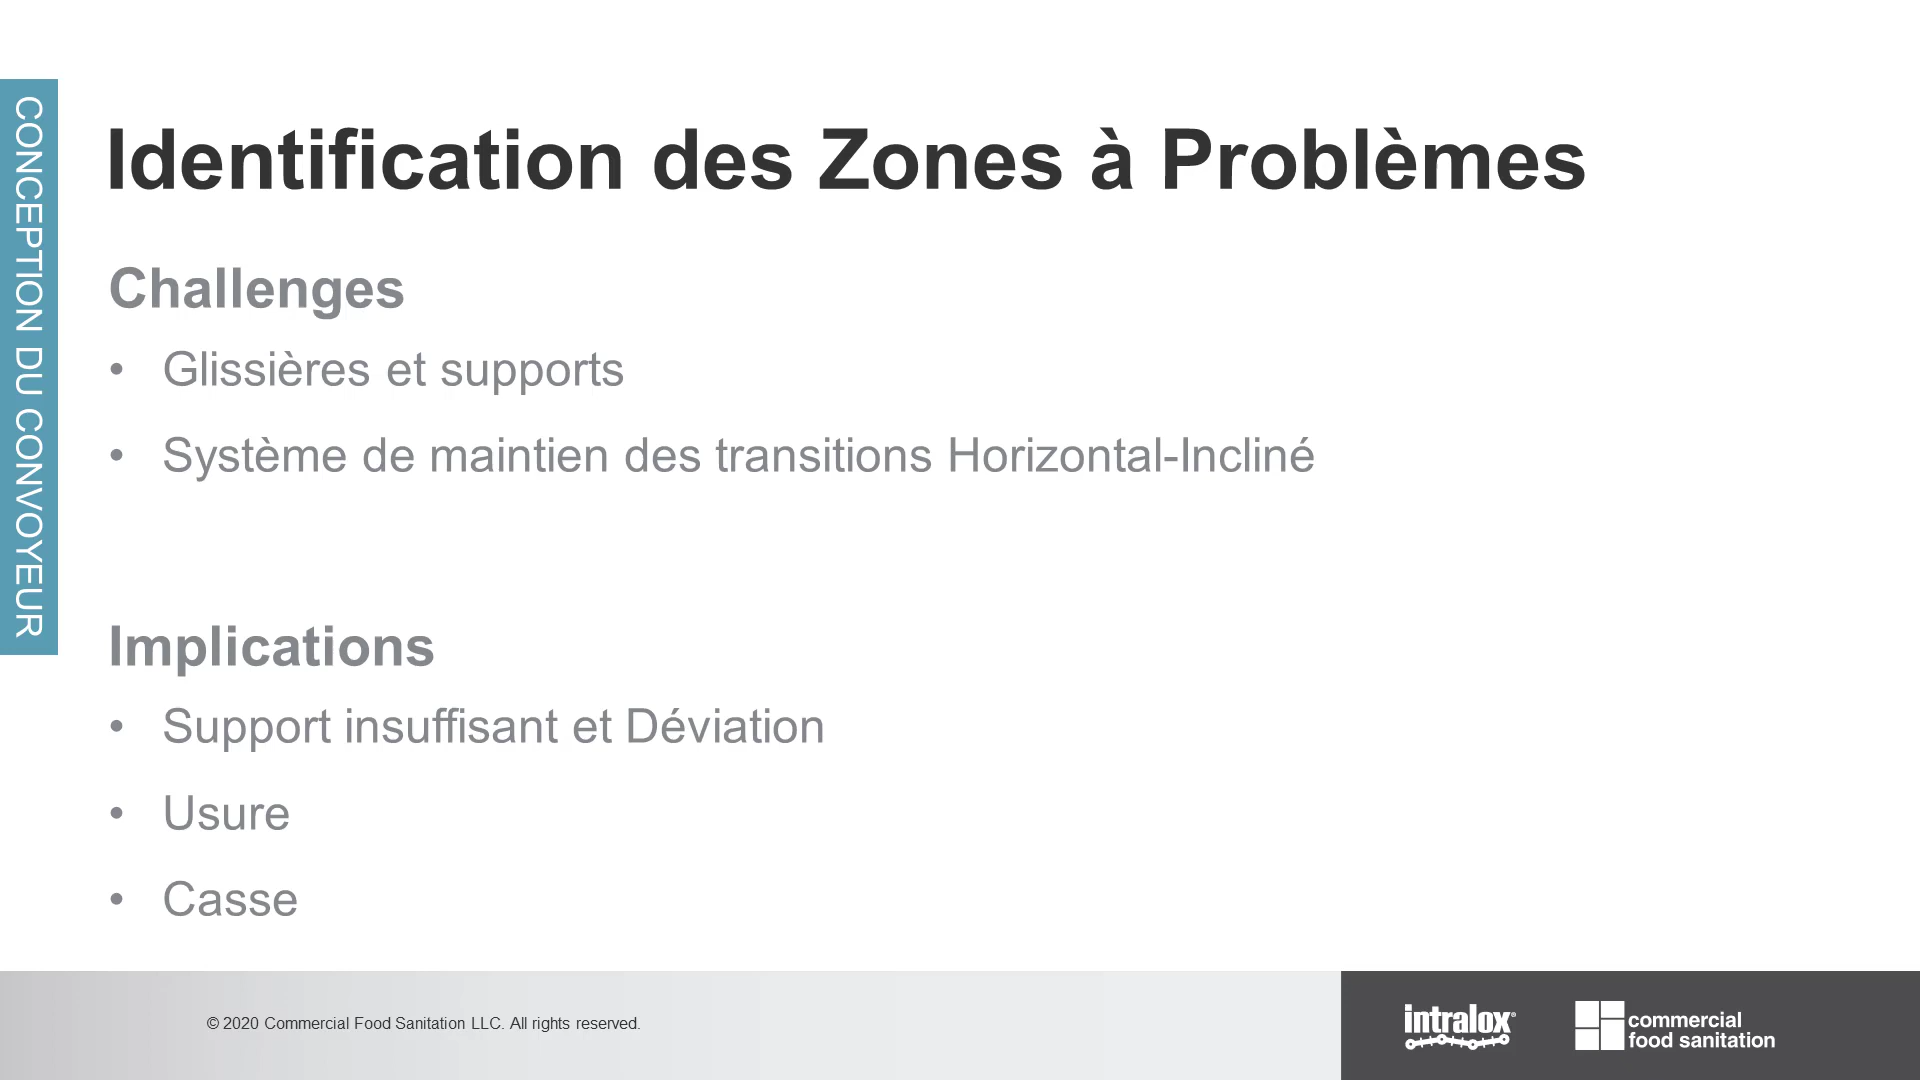 CONCEPTION DU CONVOYEUR
Identification des Zones à Problèmes
Challenges
• Glissières et supports
• Système de maintien des transitions Horizontal-Incliné
Implications
• Support insuffisant et Déviation
• Usure
• Casse
© 2020 Commercial Food Sanitation LLC. All rights reserved.
intralox®
commercial
food sanitation